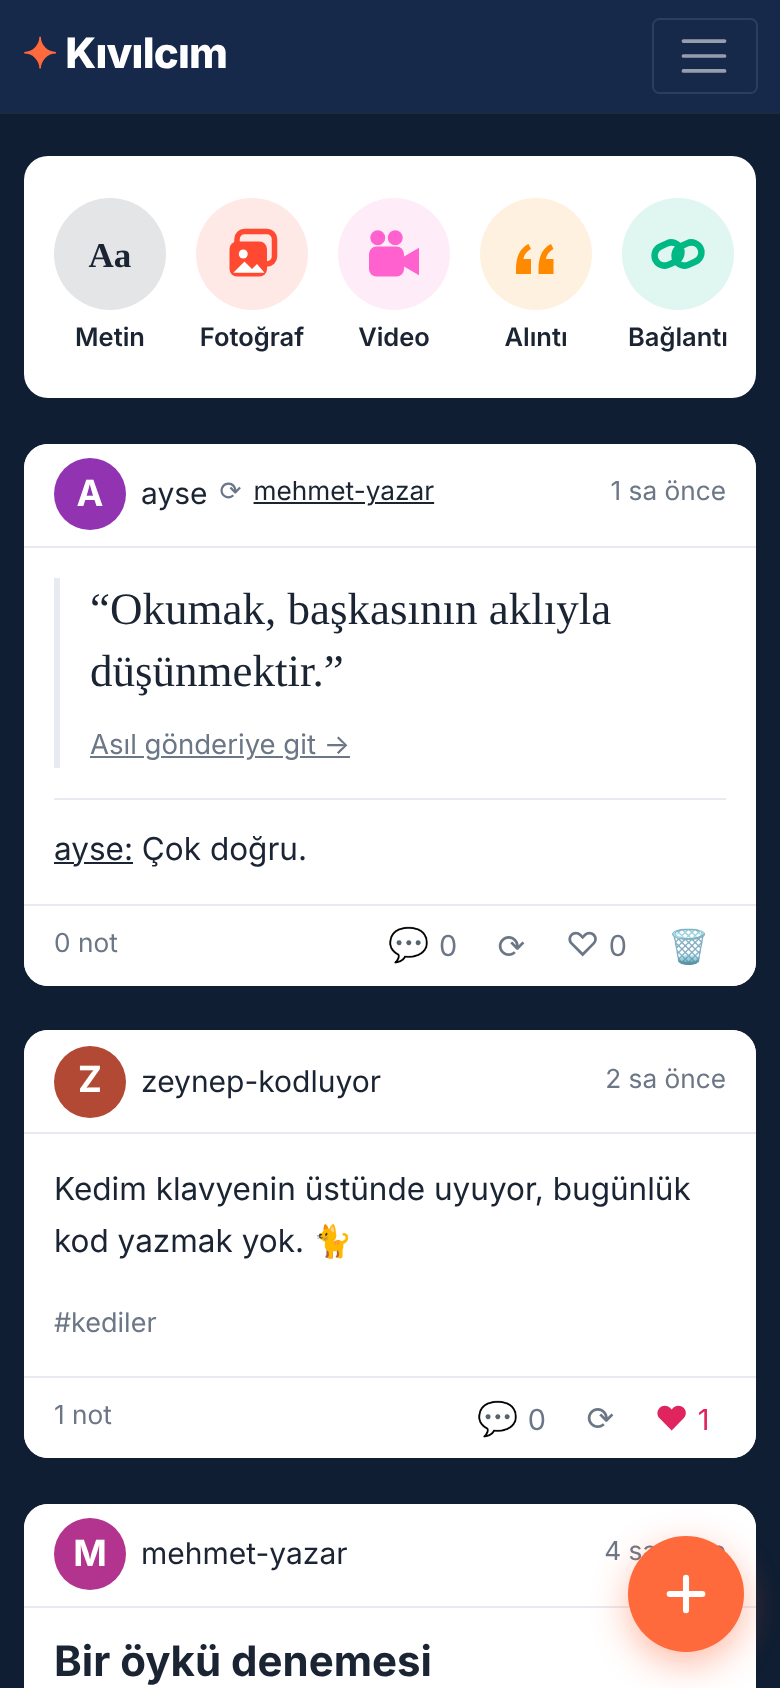 Kıvılcım
Aa
Metin
Fotoğraf
Video
Alıntı
Bağlantı
A
ayse ⟳ mehmet-yazar
1 sa önce
“Okumak, başkasının aklıyla
düşünmektir.”
Asıl gönderiye git →
ayse: Çok doğru.
0 not
💬 0 ⟳ ♡ 0 🗑️
Z
zeynep-kodluyor
2 sa önce
Kedim klavyenin üstünde uyuyor, bugünlük
kod yazmak yok. 🐈
#kediler
1 not
💬 0 ⟳ ♥ 1
M
mehmet-yazar
4
Bir öykü denemesi